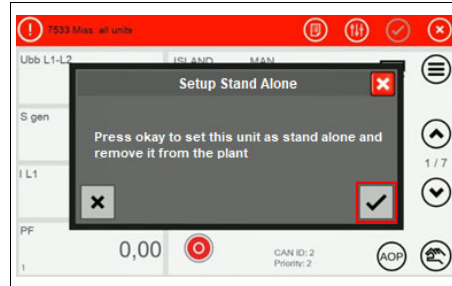 7533 Miss. all units
Ubb L1-L2
ISLAND MAN
Setup Stand Alone
S gen
Press okay to set this unit as stand alone and
remove it from the plant
I L1
1 / 7
PF
0,00
CAN ID: 2
Priority: 2
AOP
1